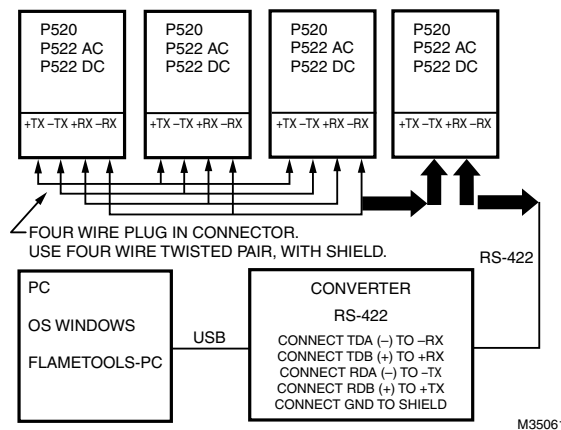 P520
P522 AC
P522 DC
+TX –TX +RX –RX
P520
P522 AC
P522 DC
+TX –TX +RX –RX
P520
P522 AC
P522 DC
+TX –TX +RX –RX
P520
P522 AC
P522 DC
+TX –TX +RX –RX
FOUR WIRE PLUG IN CONNECTOR.
USE FOUR WIRE TWISTED PAIR, WITH SHIELD.
RS-422
PC
OS WINDOWS
FLAMETOOLS-PC
USB
CONVERTER
RS-422
CONNECT TDA (–) TO –RX
CONNECT TDB (+) TO +RX
CONNECT RDA (–) TO –TX
CONNECT RDB (+) TO +TX
CONNECT GND TO SHIELD
M35061